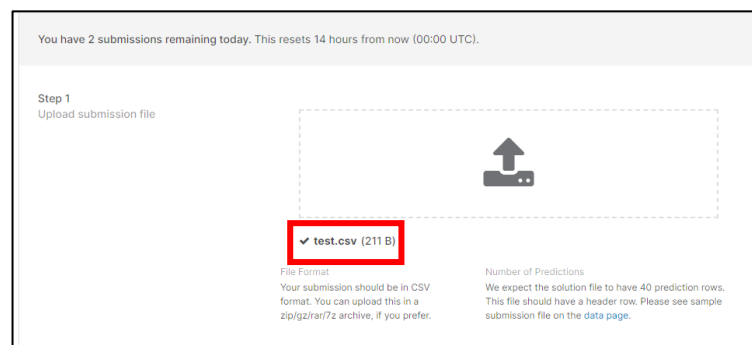 You have 2 submissions remaining today. This resets 14 hours from now (00:00 UTC).
Step 1
Upload submission file
test.csv (211 B)
File Format
Your submission should be in CSV
format. You can upload this in a
zip/gz/rar/7z archive, if you prefer.
Number of Predictions
We expect the solution file to have 40 prediction rows.
This file should have a header row. Please see sample
submission file on the data page.